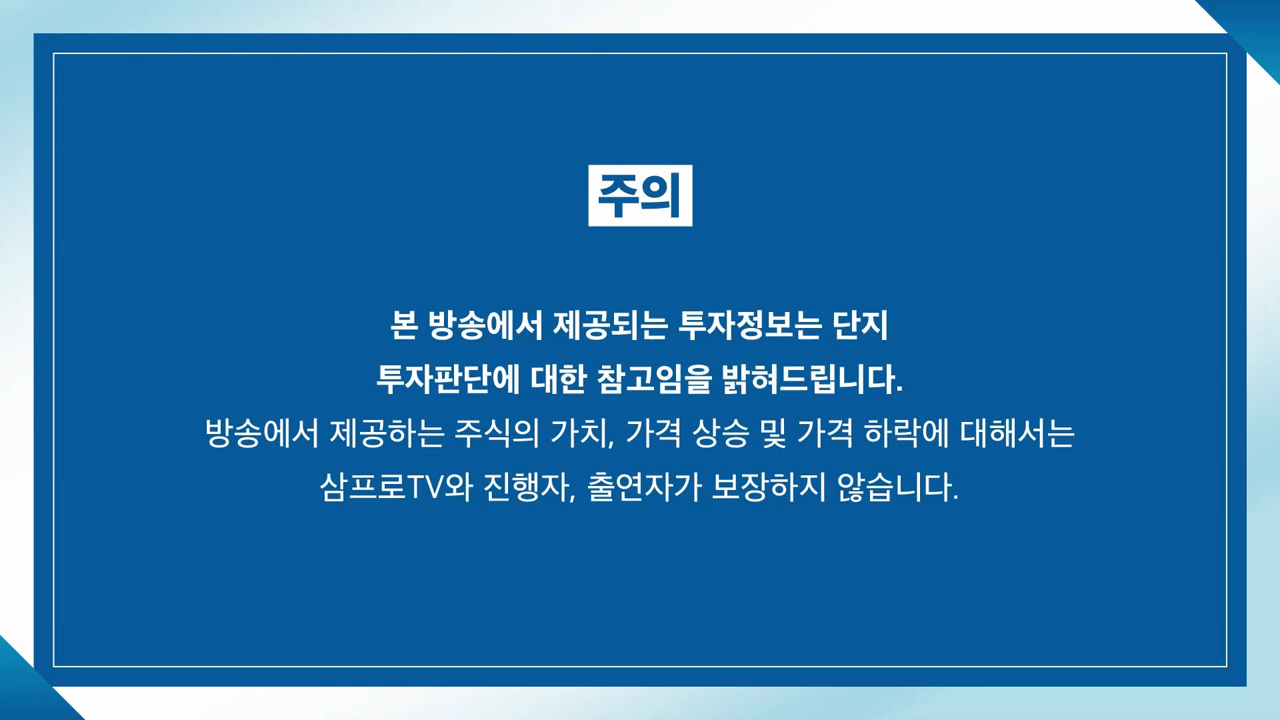 주의
본 방송에서 제공되는 투자정보는 단지
투자판단에 대한 참고임을 밝혀드립니다.
방송에서 제공하는 주식의 가치, 가격 상승 및 가격 하락에 대해서는
삼프로TV와 진행자, 출연자가 보장하지 않습니다.